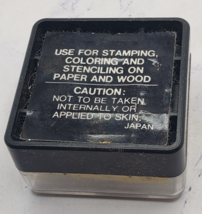 USE FOR STAMPING,
COLORING AND
STENCILING ON
PAPER AND WOOD
CAUTION:
NOT TO BE TAKEN
INTERNALLY OR
APPLIED TO SKIN.
JAPAN